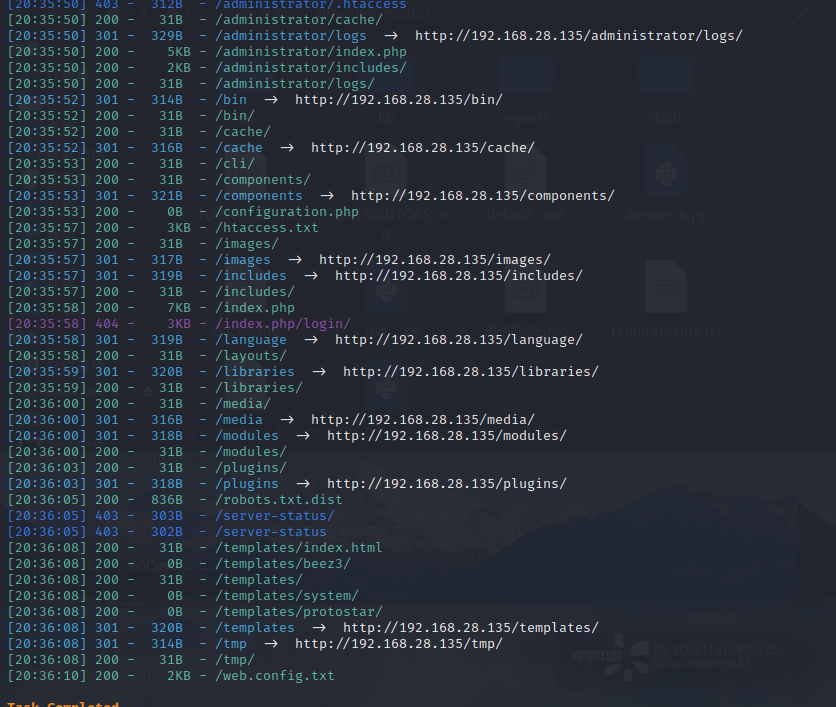 [20:35:50] 403 -   312B  - /administrator/.htaccess
[20:35:50] 200 -    31B  - /administrator/cache/
[20:35:50] 301 -   329B  - /administrator/logs  →  http://192.168.28.135/administrator/logs/
[20:35:50] 200 -     5KB - /administrator/index.php
[20:35:50] 200 -     2KB - /administrator/includes/
[20:35:50] 200 -    31B  - /administrator/logs/
[20:35:52] 301 -   314B  - /bin  →  http://192.168.28.135/bin/
[20:35:52] 200 -    31B  - /bin/
[20:35:52] 200 -    31B  - /cache/
[20:35:52] 301 -   316B  - /cache  →  http://192.168.28.135/cache/
[20:35:53] 200 -    31B  - /cli/
[20:35:53] 200 -    31B  - /components/
[20:35:53] 301 -   321B  - /components  →  http://192.168.28.135/components/
[20:35:53] 200 -     0B  - /configuration.php
[20:35:57] 200 -     3KB - /htaccess.txt
[20:35:57] 200 -    31B  - /images/
[20:35:57] 301 -   317B  - /images  →  http://192.168.28.135/images/
[20:35:57] 301 -   319B  - /includes  →  http://192.168.28.135/includes/
[20:35:57] 200 -    31B  - /includes/
[20:35:58] 200 -     7KB - /index.php
[20:35:58] 404 -     3KB - /index.php/login/
[20:35:58] 301 -   319B  - /language  →  http://192.168.28.135/language/
[20:35:58] 200 -    31B  - /layouts/
[20:35:59] 301 -   320B  - /libraries  →  http://192.168.28.135/libraries/
[20:35:59] 200 -    31B  - /libraries/
[20:36:00] 200 -    31B  - /media/
[20:36:00] 301 -   316B  - /media  →  http://192.168.28.135/media/
[20:36:00] 301 -   318B  - /modules  →  http://192.168.28.135/modules/
[20:36:00] 200 -    31B  - /modules/
[20:36:03] 200 -    31B  - /plugins/
[20:36:03] 301 -   318B  - /plugins  →  http://192.168.28.135/plugins/
[20:36:05] 200 -   836B  - /robots.txt.dist
[20:36:05] 403 -   303B  - /server-status/
[20:36:05] 403 -   302B  - /server-status
[20:36:08] 200 -    31B  - /templates/index.html
[20:36:08] 200 -     0B  - /templates/beez3/
[20:36:08] 200 -    31B  - /templates/
[20:36:08] 200 -     0B  - /templates/system/
[20:36:08] 200 -     0B  - /templates/protostar/
[20:36:08] 301 -   320B  - /templates  →  http://192.168.28.135/templates/
[20:36:08] 301 -   314B  - /tmp  →  http://192.168.28.135/tmp/
[20:36:08] 200 -    31B  - /tmp/
[20:36:10] 200 -     2KB - /web.config.txt
Task Completed
lib
reports
static
default.conf
dirsearch.py
README.md
requirements.txt